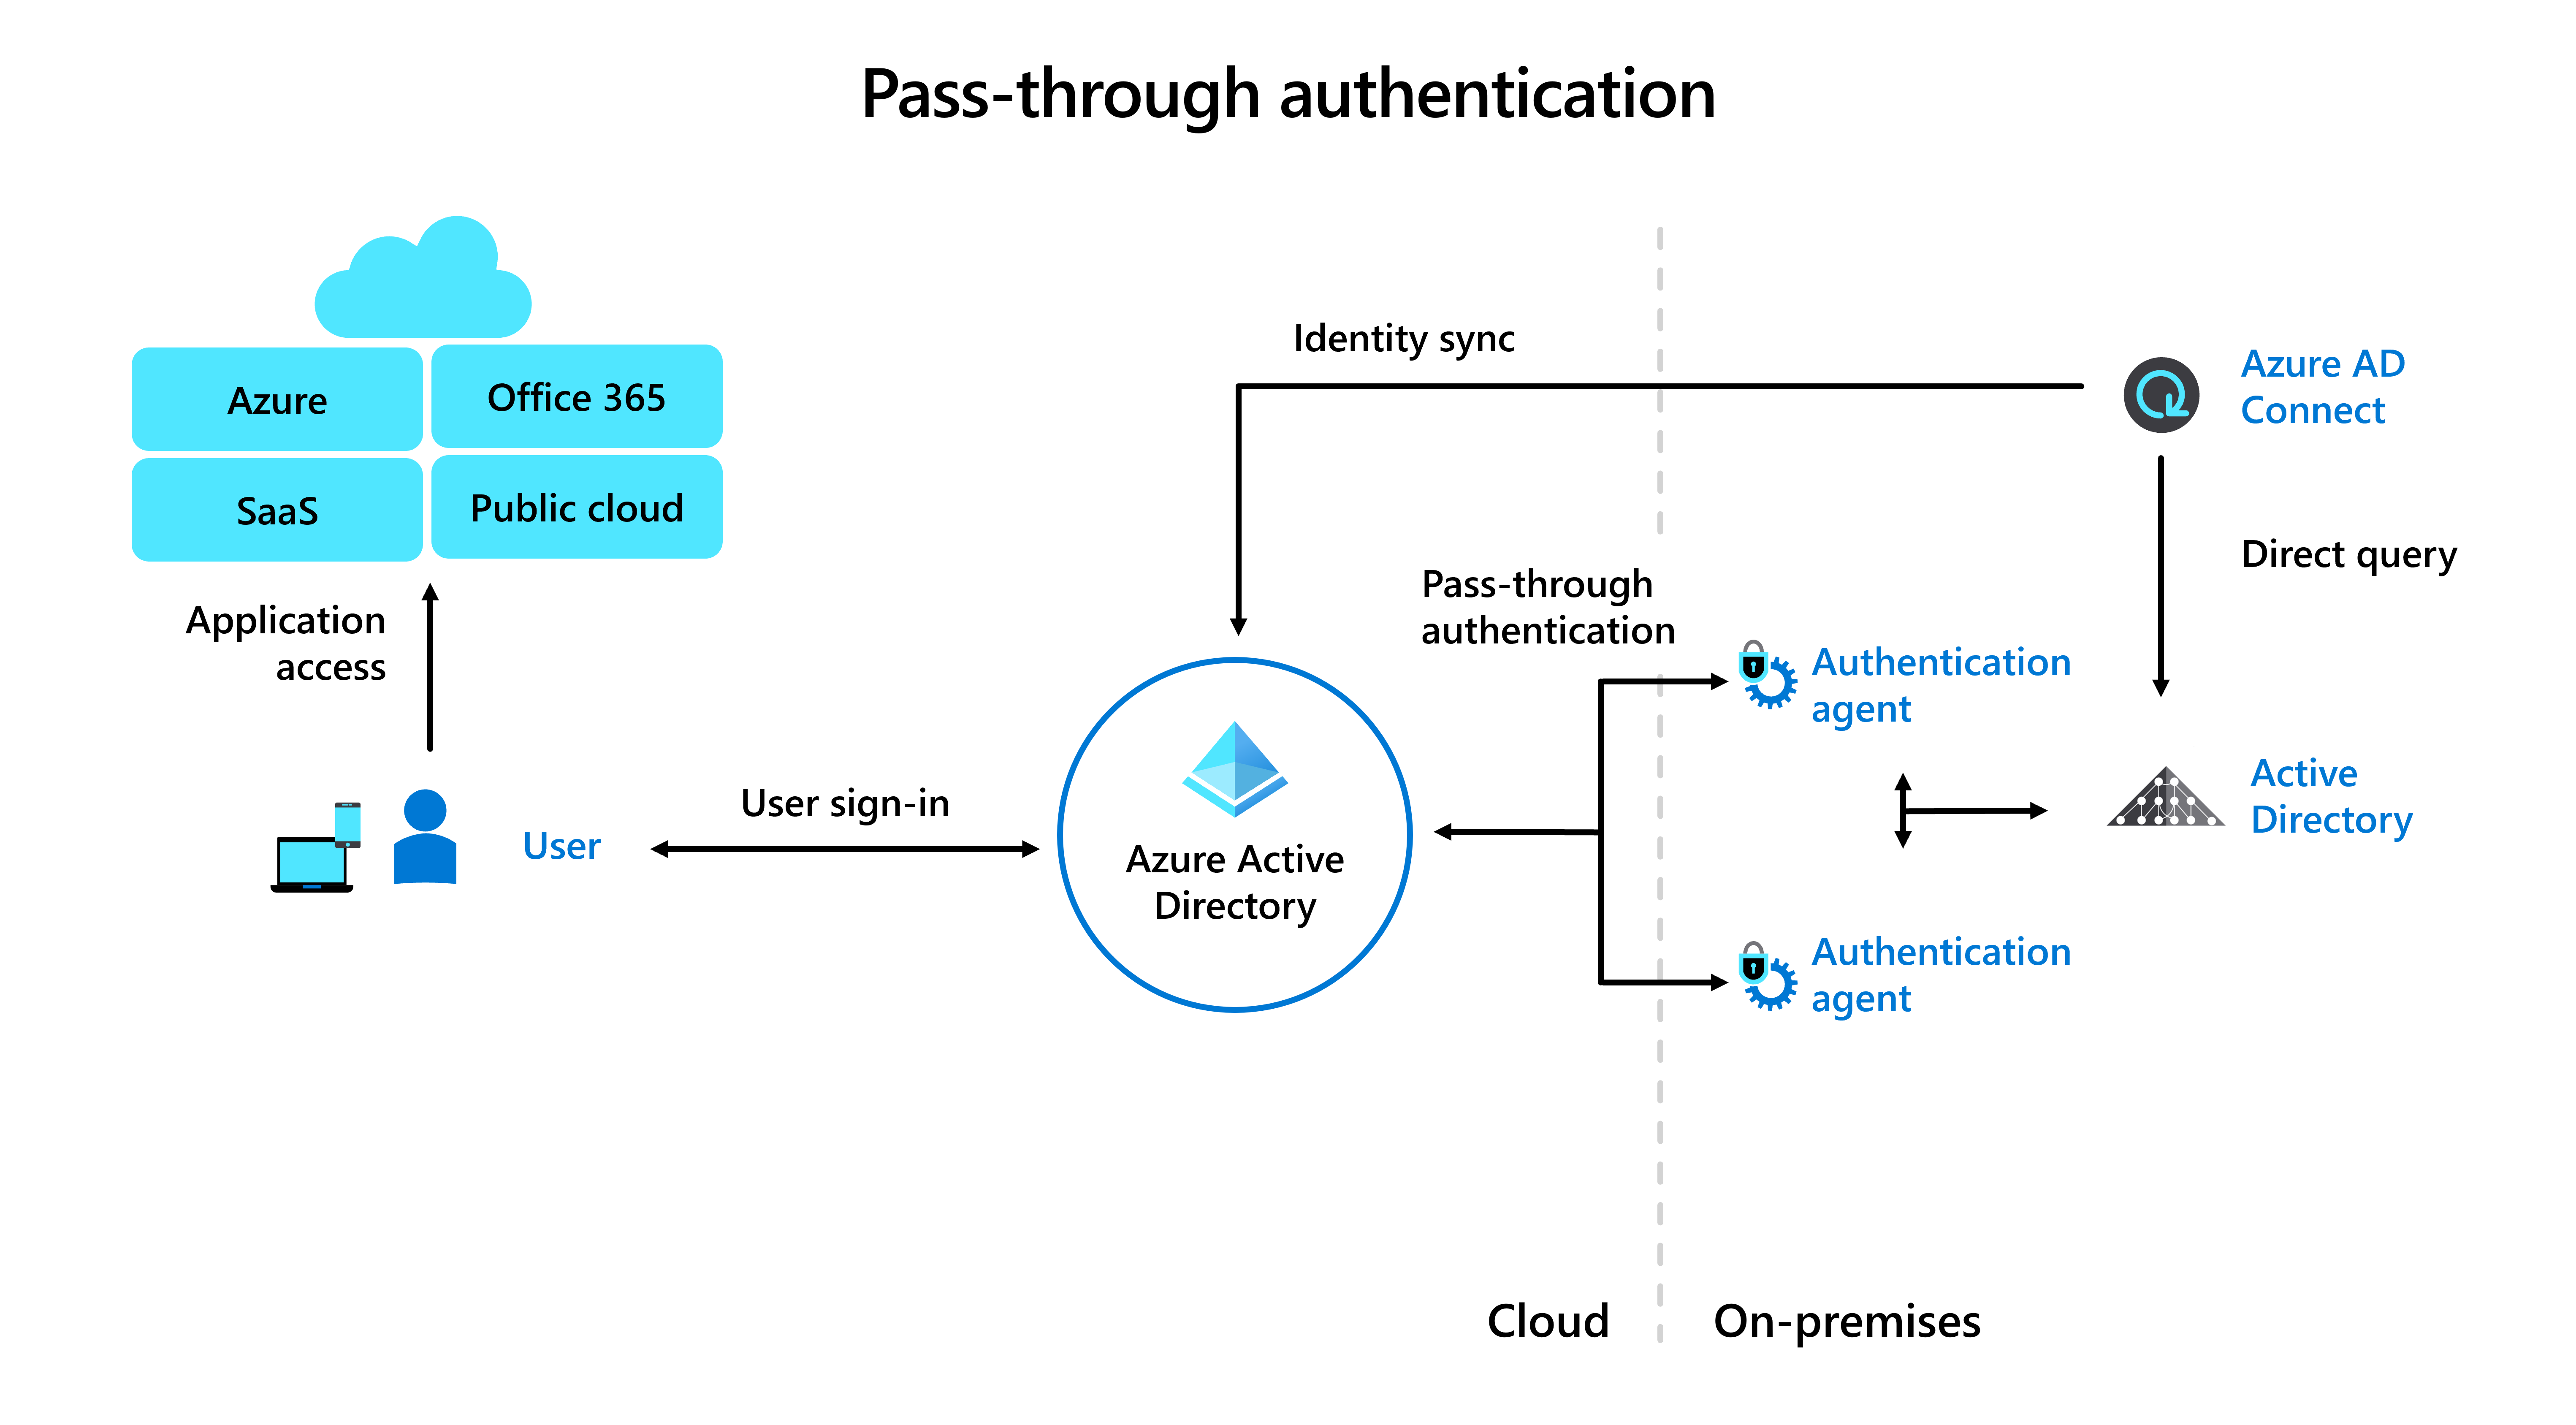 Pass-through authentication
Azure
Office 365
SaaS
Public cloud
Application
access
User
User sign-in
Azure Active
Directory
Identity sync
Pass-through
authentication
Authentication
agent
Authentication
agent
Azure AD
Connect
Direct query
Active
Directory
Cloud
On-premises